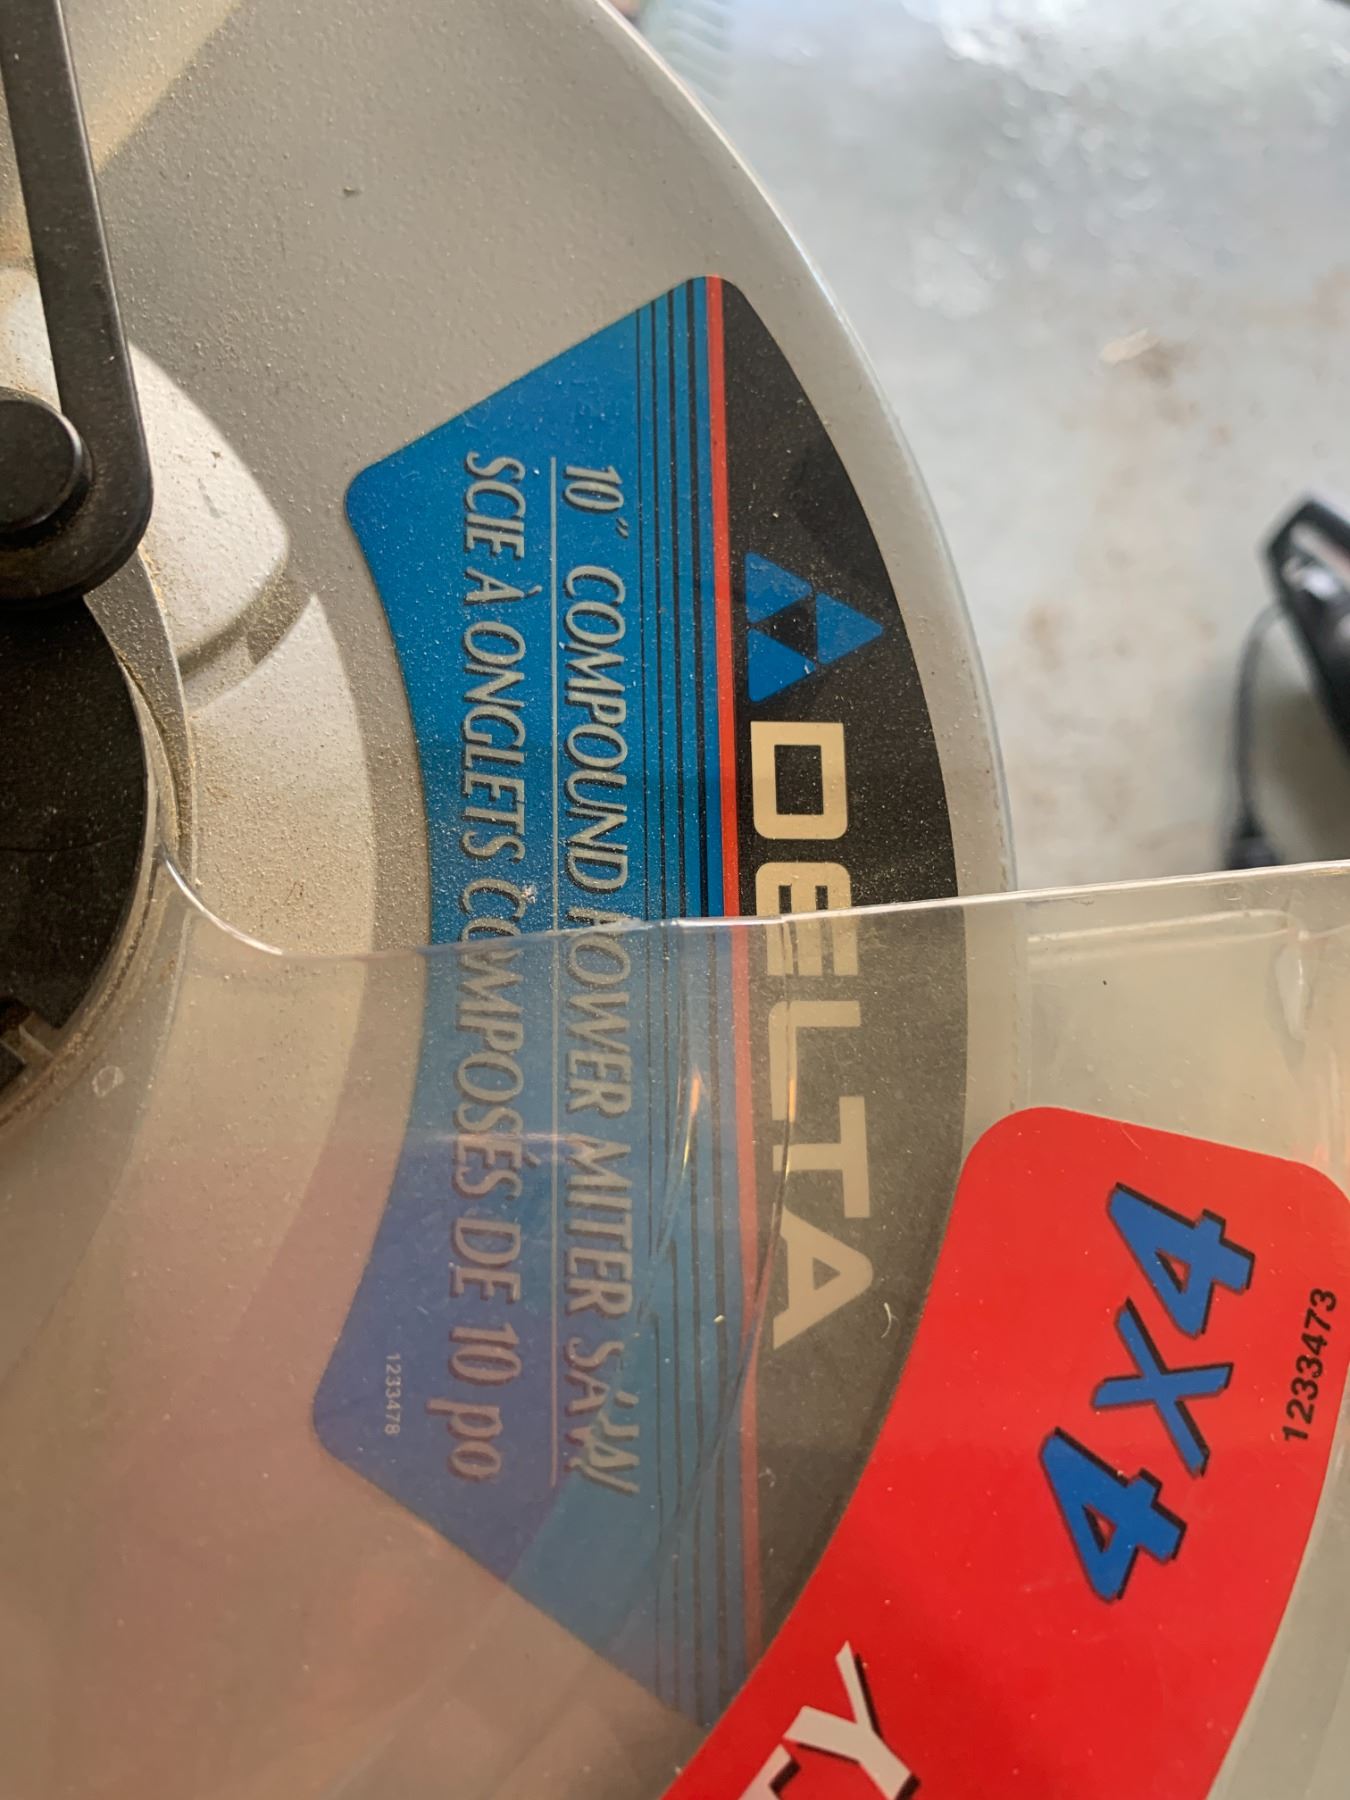 DELTA
10" COMPOUND POWER MITER SAW
SCIE À ONGLETS COMPOSÉS DE 10 po
1233478
4X4
1233473